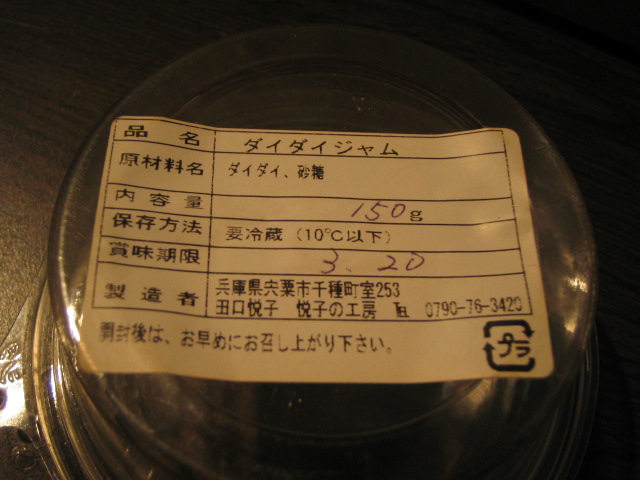 品名 ダイダイジャム
原材料名 ダイダイ、砂糖
内容量 150g
保存方法 要冷蔵(10℃以下)
賞味期限 3.20
製造者 兵庫県宍粟市千種町室253
田口悦子 悦子の工房 ℡ 0790-76-3420
開封後は、お早めにお召し上がり下さい。
プラ